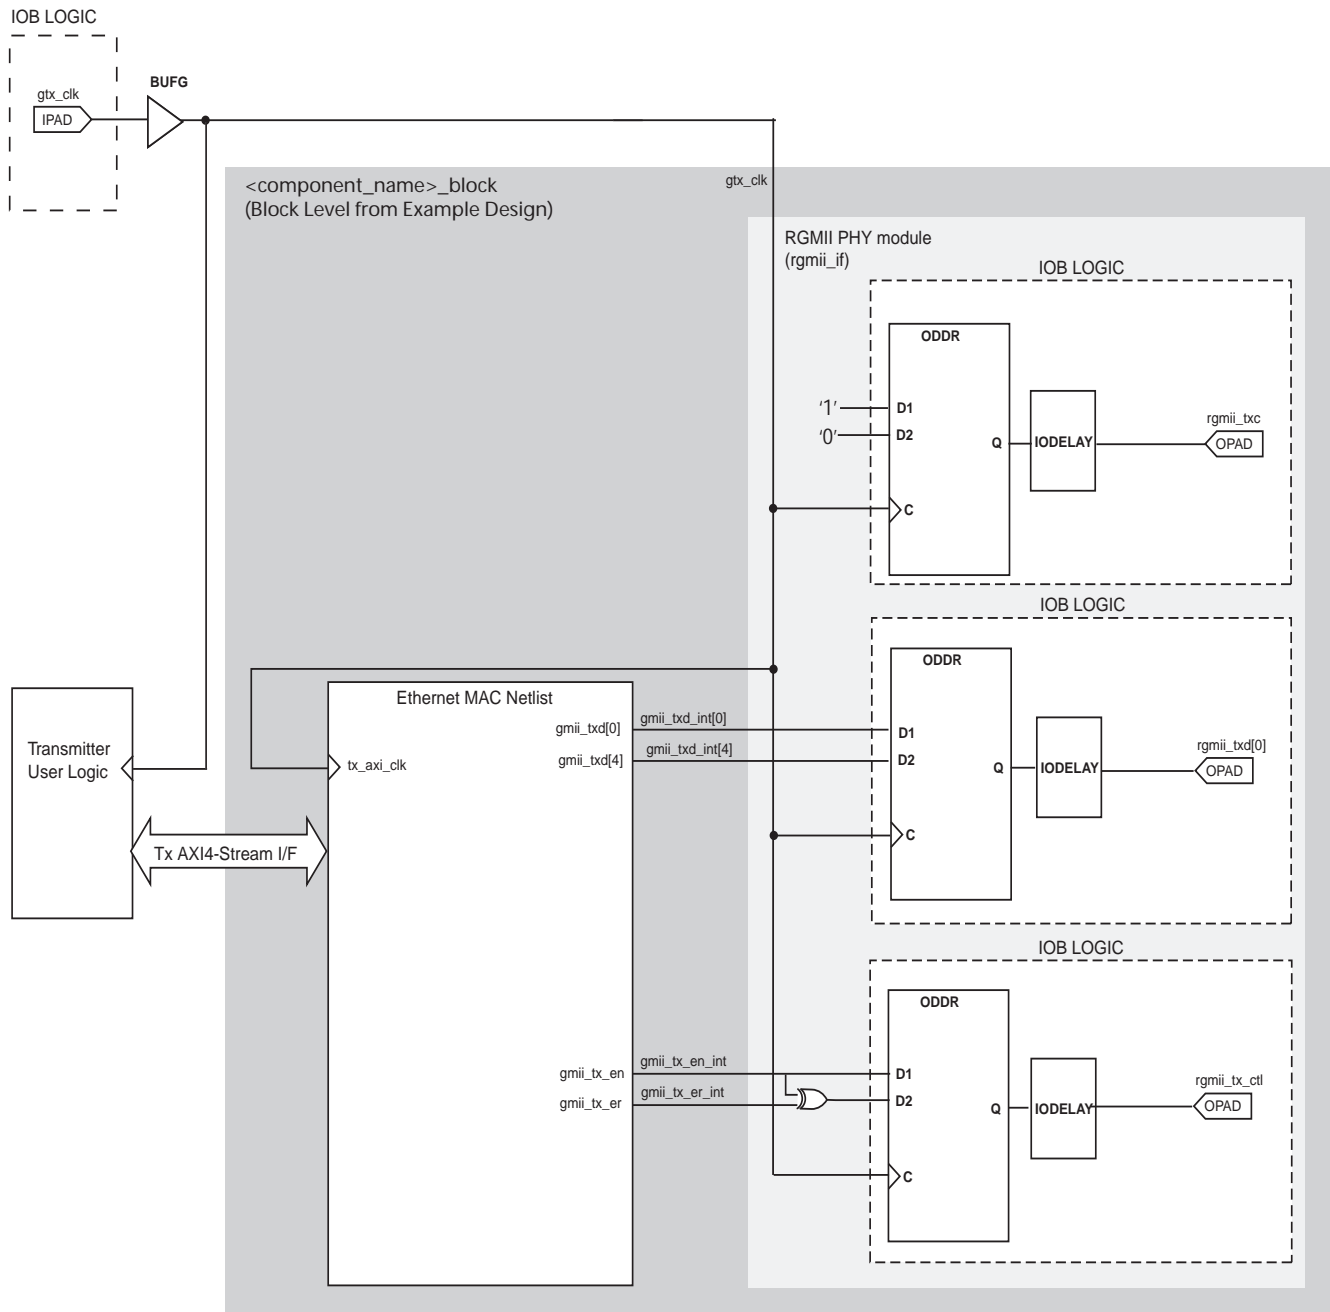 IOB LOGIC
gtx_clk
IPAD
BUFG
<component_name>_block
(Block Level from Example Design)
gtx_clk
RGMII PHY module
(rgmii_if)
IOB LOGIC
ODDR
'1'
D1
'0'
D2
Q
IODELAY
rgmii_txc
OPAD
C
IOB LOGIC
ODDR
Ethernet MAC Netlist
gmii_txd[0]
gmii_txd_int[0]
D1
gmii_txd[4]
gmii_txd_int[4]
D2
Q
IODELAY
rgmii_txd[0]
OPAD
C
Transmitter
User Logic
tx_axi_clk
Tx AXI4-Stream I/F
IOB LOGIC
ODDR
gmii_tx_en
gmii_tx_en_int
D1
gmii_tx_er
gmii_tx_er_int
D2
Q
IODELAY
rgmii_tx_ctl
OPAD
C